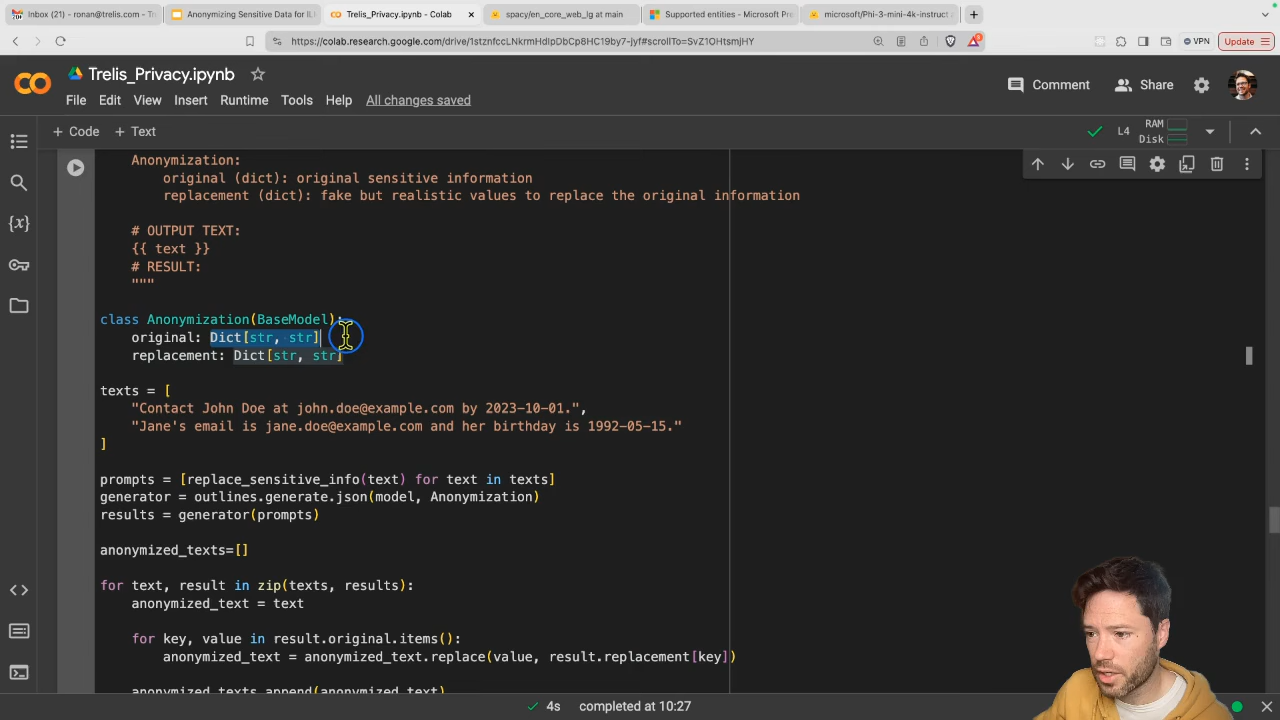 Inbox (21) - ronan@trelis.com
Anonymizing Sensitive Data for LL
Trelis_Privacy.ipynb - Colab
spacy/en_core_web_lg at main
Supported entities - Microsoft Pre
microsoft/Phi-3-mini-4k-instruct
https://colab.research.google.com/drive/1stznfccLNkrmHdIpDbCp8HC19by7-jyf#scrollTo=SvZ1OHtsmjHY
VPN
Update
Trelis_Privacy.ipynb
Comment
Share
File
Edit
View
Insert
Runtime
Tools
Help
All changes saved
+ Code
+ Text
L4
RAM
Disk
Anonymization:
original (dict): original sensitive information
replacement (dict): fake but realistic values to replace the original information
# OUTPUT TEXT:
{{ text }}
# RESULT:
"""
class Anonymization(BaseModel):
original: Dict[str, str]
replacement: Dict[str, str]
texts = [
"Contact John Doe at john.doe@example.com by 2023-10-01.",
"Jane's email is jane.doe@example.com and her birthday is 1992-05-15."
]
prompts = [replace_sensitive_info(text) for text in texts]
generator = outlines.generate.json(model, Anonymization)
results = generator(prompts)
anonymized_texts=[]
for text, result in zip(texts, results):
anonymized_text = text
for key, value in result.original.items():
anonymized_text = anonymized_text.replace(value, result.replacement[key])
anonymized_texts.append(anonymized_text)
4s
completed at 10:27